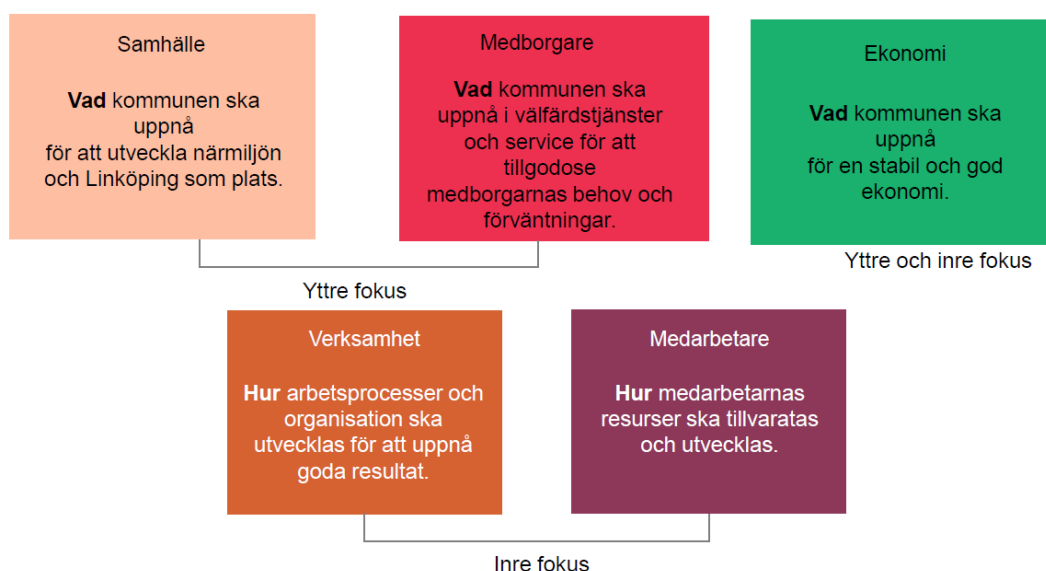 Samhälle
Vad kommunen ska
uppnå
för att utveckla närmiljön
och Linköping som plats.
Medborgare
Vad kommunen ska
uppnå i välfärdstjänster
och service för att
tillgodose
medborgarnas behov och
förväntningar.
Ekonomi
Vad kommunen ska
uppnå
för en stabil och god
ekonomi.
Yttre fokus
Yttre och inre fokus
Verksamhet
Hur arbetsprocesser och
organisation ska
utvecklas för att uppnå
goda resultat.
Medarbetare
Hur medarbetarnas
resurser ska tillvaratas
och utvecklas.
Inre fokus